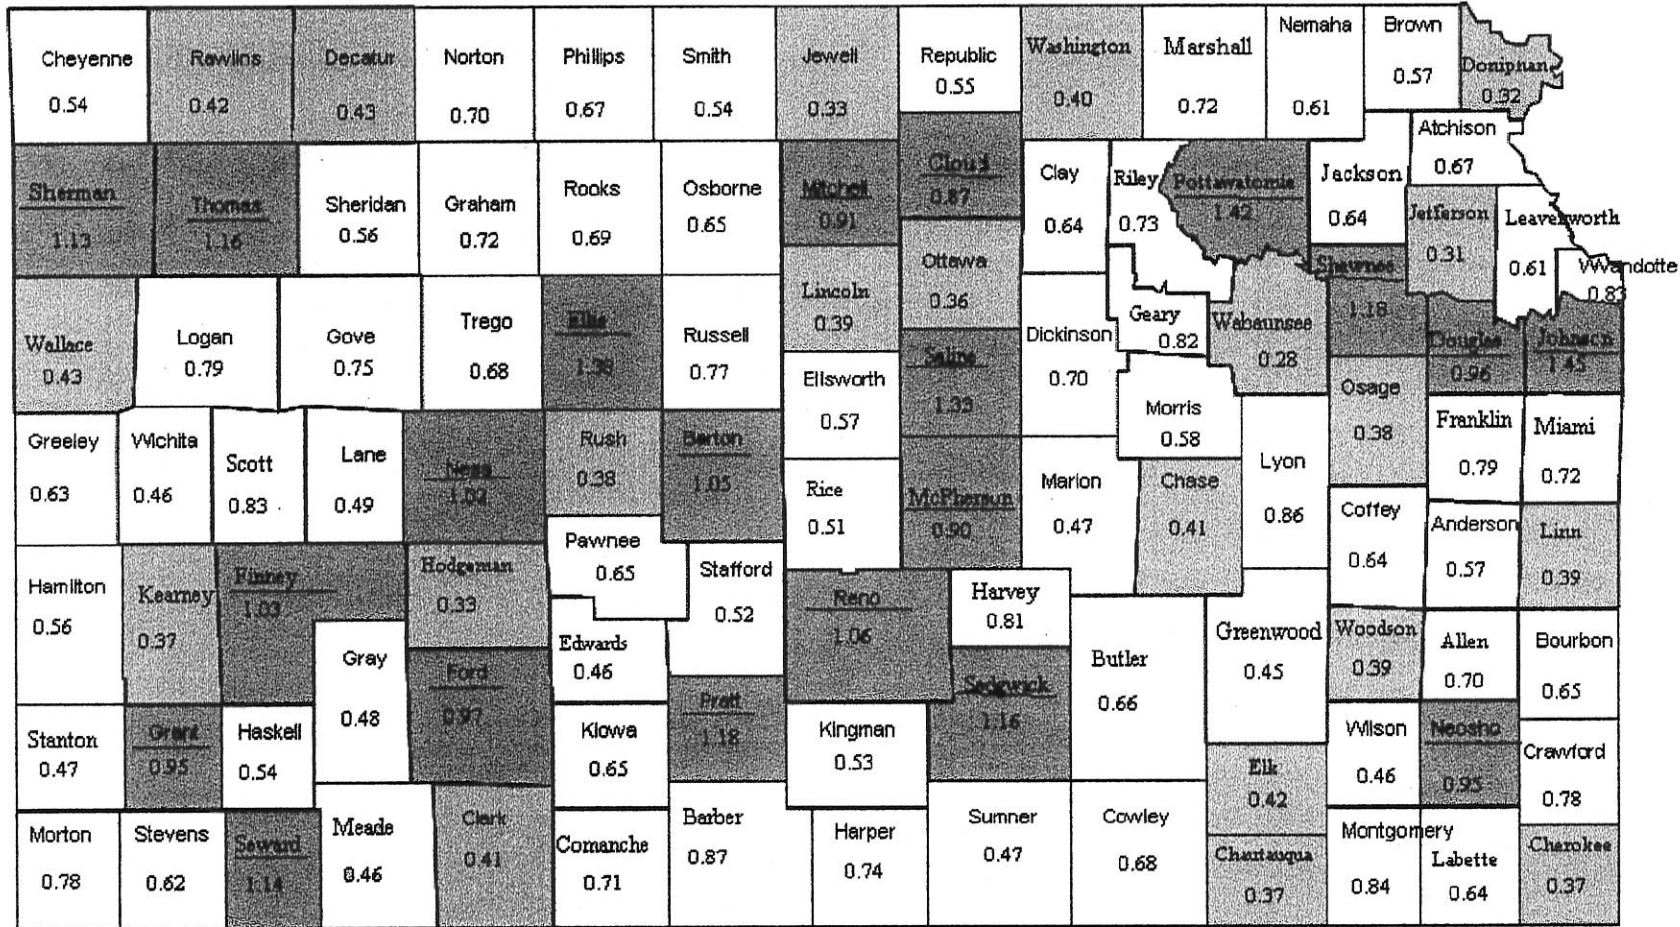 Cheyenne
0.54
Rawlins
0.42
Decatur
0.43
Norton
0.70
Phillips
0.67
Smith
0.54
Jewell
0.33
Republic
0.55
Washington
0.40
Marshall
0.72
Nemaha
0.61
Brown
0.57
Doniphan
0.32
Sherman
1.13
Thomas
1.16
Sheridan
0.56
Graham
0.72
Rooks
0.69
Osborne
0.65
Mitchell
0.91
Cloud
0.87
Clay
0.64
Riley
0.73
Pottawatomie
1.42
Jackson
0.64
Atchison
0.67
Jefferson
0.31
Leavenworth
0.61
Wyandotte
0.83
Wallace
0.43
Logan
0.79
Gove
0.75
Trego
0.68
Ellis
1.38
Russell
0.77
Lincoln
0.39
Ottawa
0.36
Saline
1.33
Dickinson
0.70
Geary
0.82
Wabaunsee
0.28
Shawnee
1.18
Douglas
0.96
Johnson
1.45
Greeley
0.63
Wichita
0.46
Scott
0.83
Lane
0.49
Ness
1.02
Rush
0.38
Barton
1.05
Ellsworth
0.57
Rice
0.51
McPherson
0.90
Marion
0.47
Morris
0.58
Chase
0.41
Lyon
0.86
Osage
0.38
Franklin
0.79
Miami
0.72
Coffey
0.64
Anderson
0.57
Linn
0.39
Hamilton
0.56
Kearney
0.37
Finney
1.03
Hodgeman
0.33
Pawnee
0.65
Stafford
0.52
Edwards
0.46
Gray
0.48
Ford
0.97
Reno
1.06
Harvey
0.81
Sedgwick
1.16
Butler
0.66
Greenwood
0.45
Woodson
0.39
Allen
0.70
Bourbon
0.65
Stanton
0.47
Grant
0.95
Haskell
0.54
Kiowa
0.65
Pratt
1.18
Kingman
0.53
Elk
0.42
Wilson
0.46
Neosho
0.95
Crawford
0.78
Morton
0.78
Stevens
0.62
Seward
1.14
Meade
0.46
Clark
0.41
Comanche
0.71
Barber
0.87
Harper
0.74
Sumner
0.47
Cowley
0.68
Chautauqua
0.37
Montgomery
0.84
Labette
0.64
Cherokee
0.37